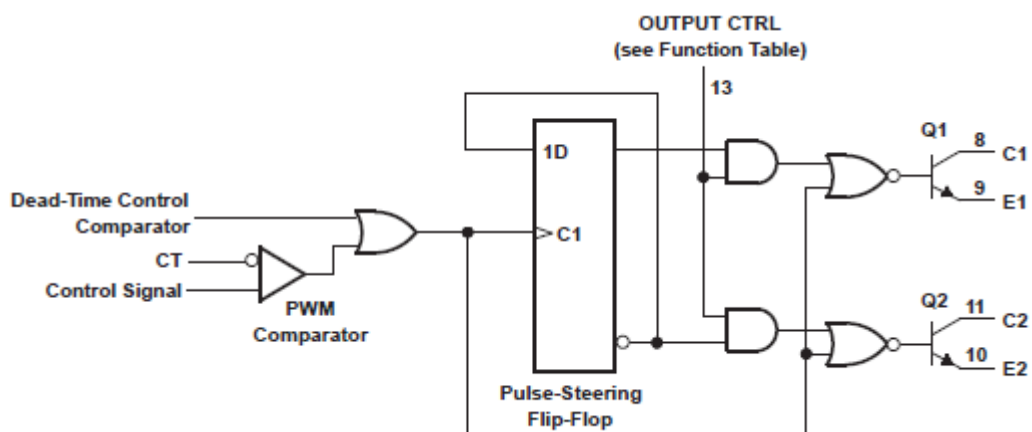 OUTPUT CTRL
(see Function Table)
13
Q1
8
C1
1D
9
E1
Dead-Time Control
Comparator
C1
CT
Control Signal
PWM
Comparator
Q2
11
C2
10
E2
Pulse-Steering
Flip-Flop